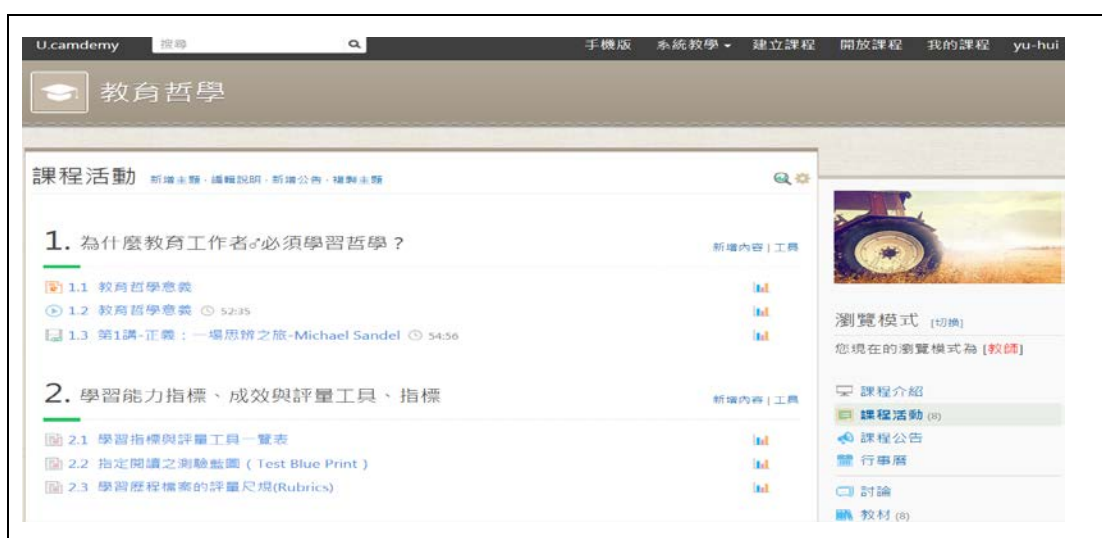 U.camdemy 搜尋 手機版 系統教學 建立課程 開放課程 我的課程 yu-hui
教育哲學
課程活動 新增主題 · 編輯說明 · 新增公告 · 複製主題
1. 為什麼教育工作者♂必須學習哲學？ 新增內容 | 工具
1.1 教育哲學意義
1.2 教育哲學意義 52:35
1.3 第1講-正義：一場思辨之旅-Michael Sandel 54:56
2. 學習能力指標、成效與評量工具、指標 新增內容 | 工具
2.1 學習指標與評量工具一覽表
2.2 指定閱讀之測驗藍圖 ( Test Blue Print )
2.3 學習歷程檔案的評量尺規(Rubrics)
瀏覽模式 [切換]
您現在的瀏覽模式為 [教師]
課程介紹
課程活動 (8)
課程公告
行事曆
討論
教材 (8)